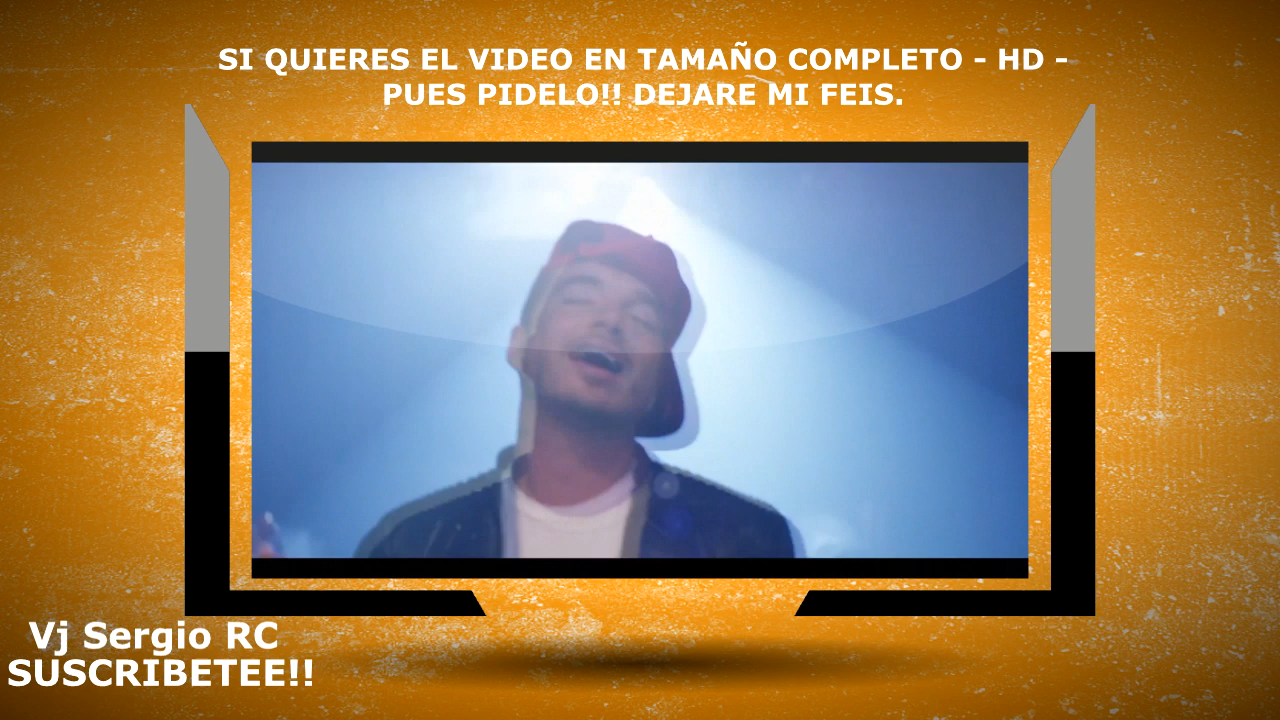 SI QUIERES EL VIDEO EN TAMAÑO COMPLETO - HD -
PUES PIDELO!! DEJARE MI FEIS.
Vj Sergio RC
SUSCRIBETEE!!